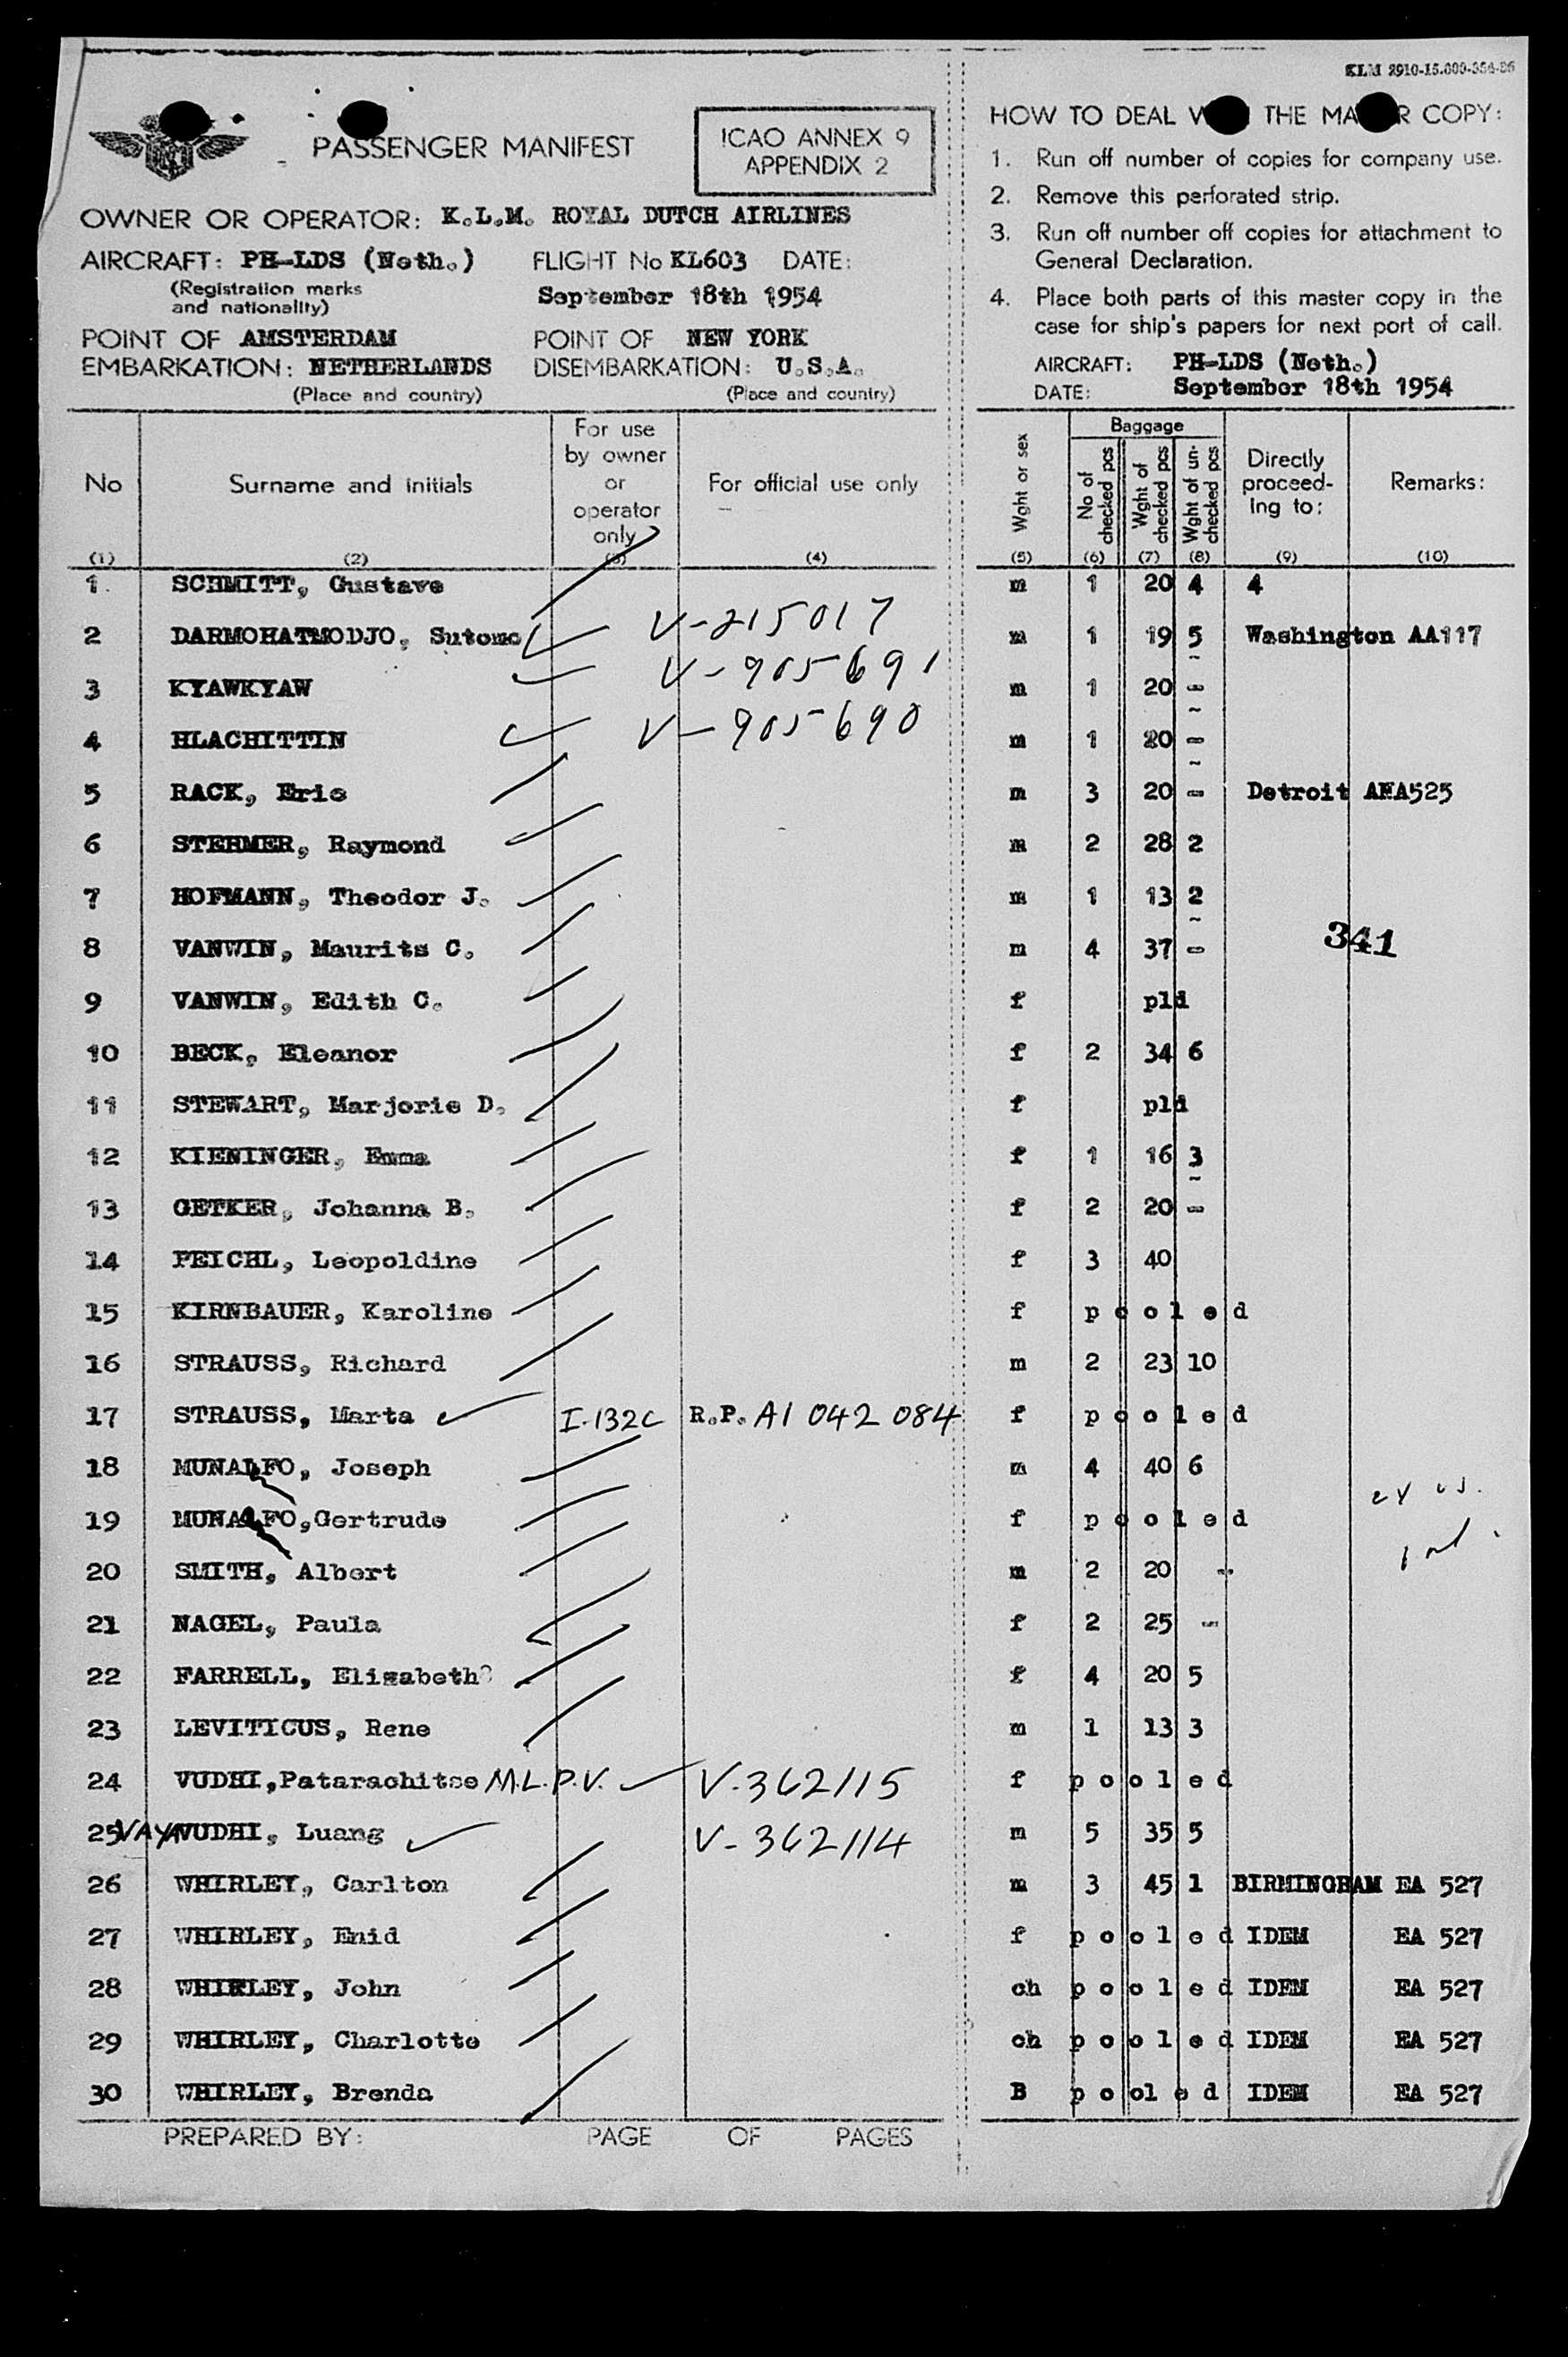 KLM 2910-15.000-354-86
PASSENGER MANIFEST
ICAO ANNEX 9
APPENDIX 2
OWNER OR OPERATOR: K.L.M. ROYAL DUTCH AIRLINES
AIRCRAFT: PH-LDS (Neth.) FLIGHT No KL603 DATE:
(Registration marks
and nationality)
September 18th 1954
POINT OF AMSTERDAM POINT OF NEW YORK
EMBARKATION: NETHERLANDS DISEMBARKATION: U.S.A.
(Place and country) (Place and country)
HOW TO DEAL W THE MA R COPY:
1. Run off number of copies for company use.
2. Remove this perforated strip.
3. Run off number off copies for attachment to
General Declaration.
4. Place both parts of this master copy in the
case for ship's papers for next port of call.
AIRCRAFT: PH-LDS (Neth.)
DATE: September 18th 1954
No Surname and initials For use by owner or operator only For official use only Wght or sex Baggage No of checked pcs Wght of checked pcs Wght of un-checked pcs Directly proceed-ing to: Remarks:
(1) (2) (3) (4) (5) (6) (7) (8) (9) (10)
1. SCHMITT, Gustave m 1 20 4 4
2 DARMOHATMODJO, Sutomo V-215017 m 1 19 5 Washington AA117
3 KYAWKYAW V-905691 m 1 20 -
4 HLACHITTIN V-905690 m 1 20 -
5 RACK, Eric m 3 20 - Detroit ANA525
6 STEHMER, Raymond m 2 28 2
7 HOFMANN, Theodor J. m 1 13 2
8 VANWIN, Maurits C. m 4 37 - 341
9 VANWIN, Edith C. f pld
10 BECK, Eleanor f 2 34 6
11 STEWART, Marjorie D. f pld
12 KIENINGER, Emma f 1 16 3
13 GETKER, Johanna B. f 2 20 -
14 PEICHL, Leopoldine f 3 40
15 KIRNBAUER, Karoline f pooled
16 STRAUSS, Richard m 2 23 10
17 STRAUSS, Marta I-132C R.P. A1 042 084 f pooled
18 MUNALFO, Joseph m 4 40 6
19 MUNALFO,Gertrude f pooled
20 SMITH, Albert m 2 20 -
21 NAGEL, Paula f 2 25 -
22 FARRELL, Elizabeth f 4 20 5
23 LEVITICUS, Rene m 1 13 3
24 VUDHI,Patarachitse M.L.P.V. V-362115 f pooled
25 VAYAVUDHI, Luang V-362114 m 5 35 5
26 WHIRLEY, Carlton m 3 45 1 BIRMINGHAM EA 527
27 WHIRLEY, Enid f pooled IDEM EA 527
28 WHIRLEY, John ch pooled IDEM EA 527
29 WHIRLEY, Charlotte ch pooled IDEM EA 527
30 WHIRLEY, Brenda B pooled IDEM EA 527
PREPARED BY: PAGE OF PAGES